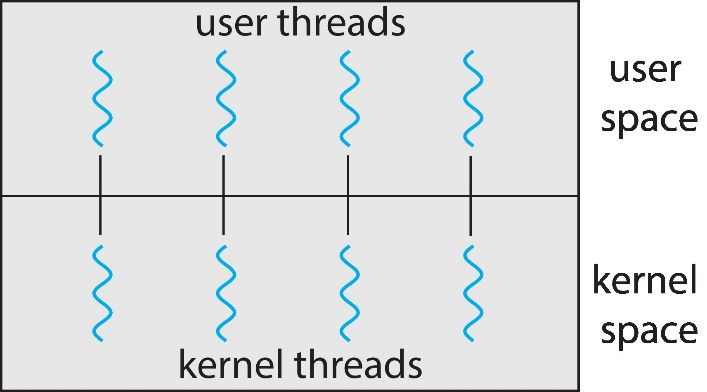 user threads
user
space
kernel
space
kernel threads